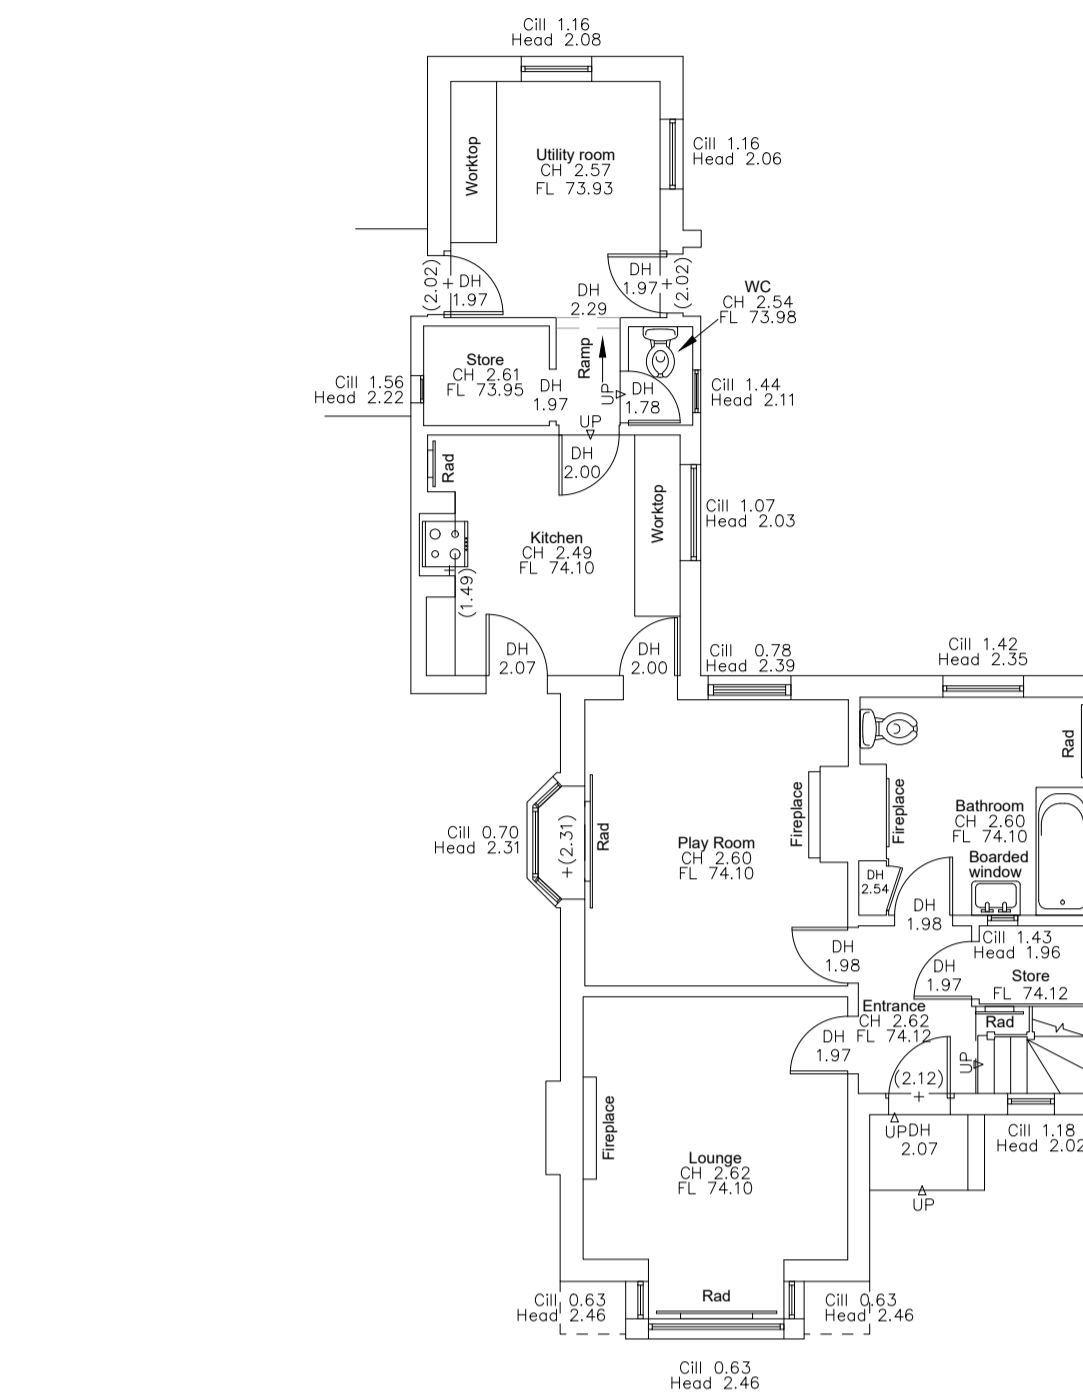 Cill 1.16
Head 2.08
Cill 1.16
Head 2.06
Worktop
Utility room
CH 2.57
FL 73.93
(2.02)
DH
1.97
DH
2.29
DH
1.97
(2.02)
WC
CH 2.54
FL 73.98
Store
CH 2.61
FL 73.95
Cill 1.56
Head 2.22
DH
1.97
Ramp
UP
UP
DH
1.78
Cill 1.44
Head 2.11
DH
2.00
Rad
Worktop
Cill 1.07
Head 2.03
Kitchen
CH 2.49
FL 74.10
(1.49)
DH
2.07
DH
2.00
Cill 0.78
Head 2.39
Cill 1.42
Head 2.35
Rad
Cill 0.70
Head 2.31
(2.31)
Rad
Play Room
CH 2.60
FL 74.10
Fireplace
Fireplace
Bathroom
CH 2.60
FL 74.10
Boarded
window
DH
2.54
DH
1.98
Cill 1.43
Head 1.96
DH
1.98
DH
1.97
Store
FL 74.12
Entrance
CH 2.62
FL 74.12
Rad
DH
1.97
UP
(2.12)
UP
DH
2.07
Cill 1.18
Head 2.02
UP
Fireplace
Lounge
CH 2.62
FL 74.10
Rad
Cill 0.63
Head 2.46
Cill 0.63
Head 2.46
Cill 0.63
Head 2.46